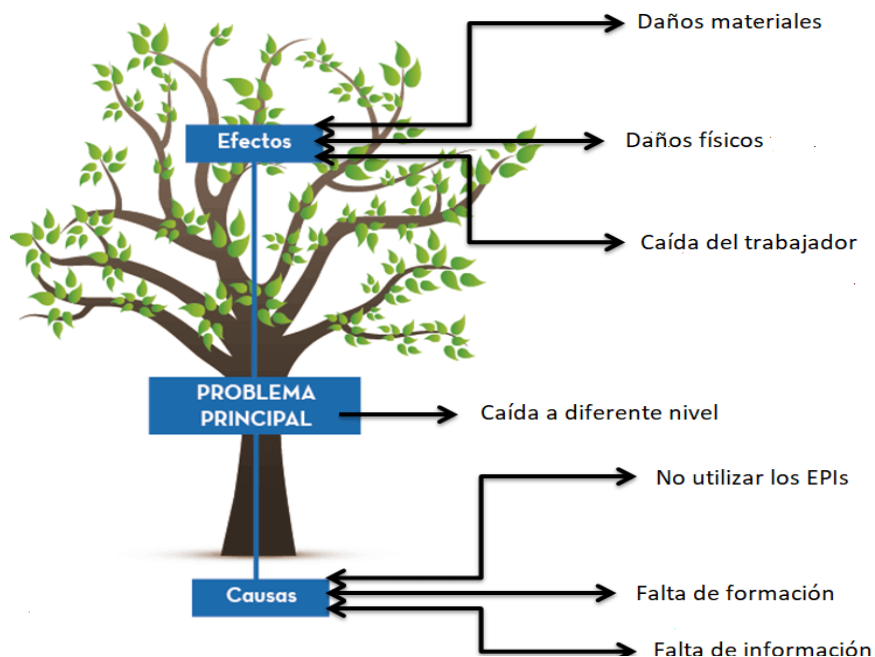 Daños materiales
Efectos
Daños físicos
Caída del trabajador
PROBLEMA
PRINCIPAL
Caída a diferente nivel
No utilizar los EPIs
Causas
Falta de formación
Falta de información